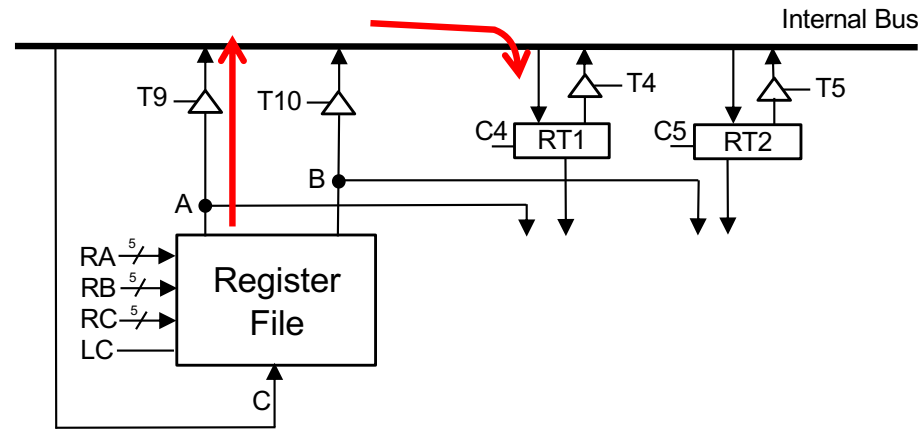 Internal Bus
T9
T10
T4
T5
C4
RT1
C5
RT2
B
A
RA
5
RB
5
RC
5
LC
Register
File
C